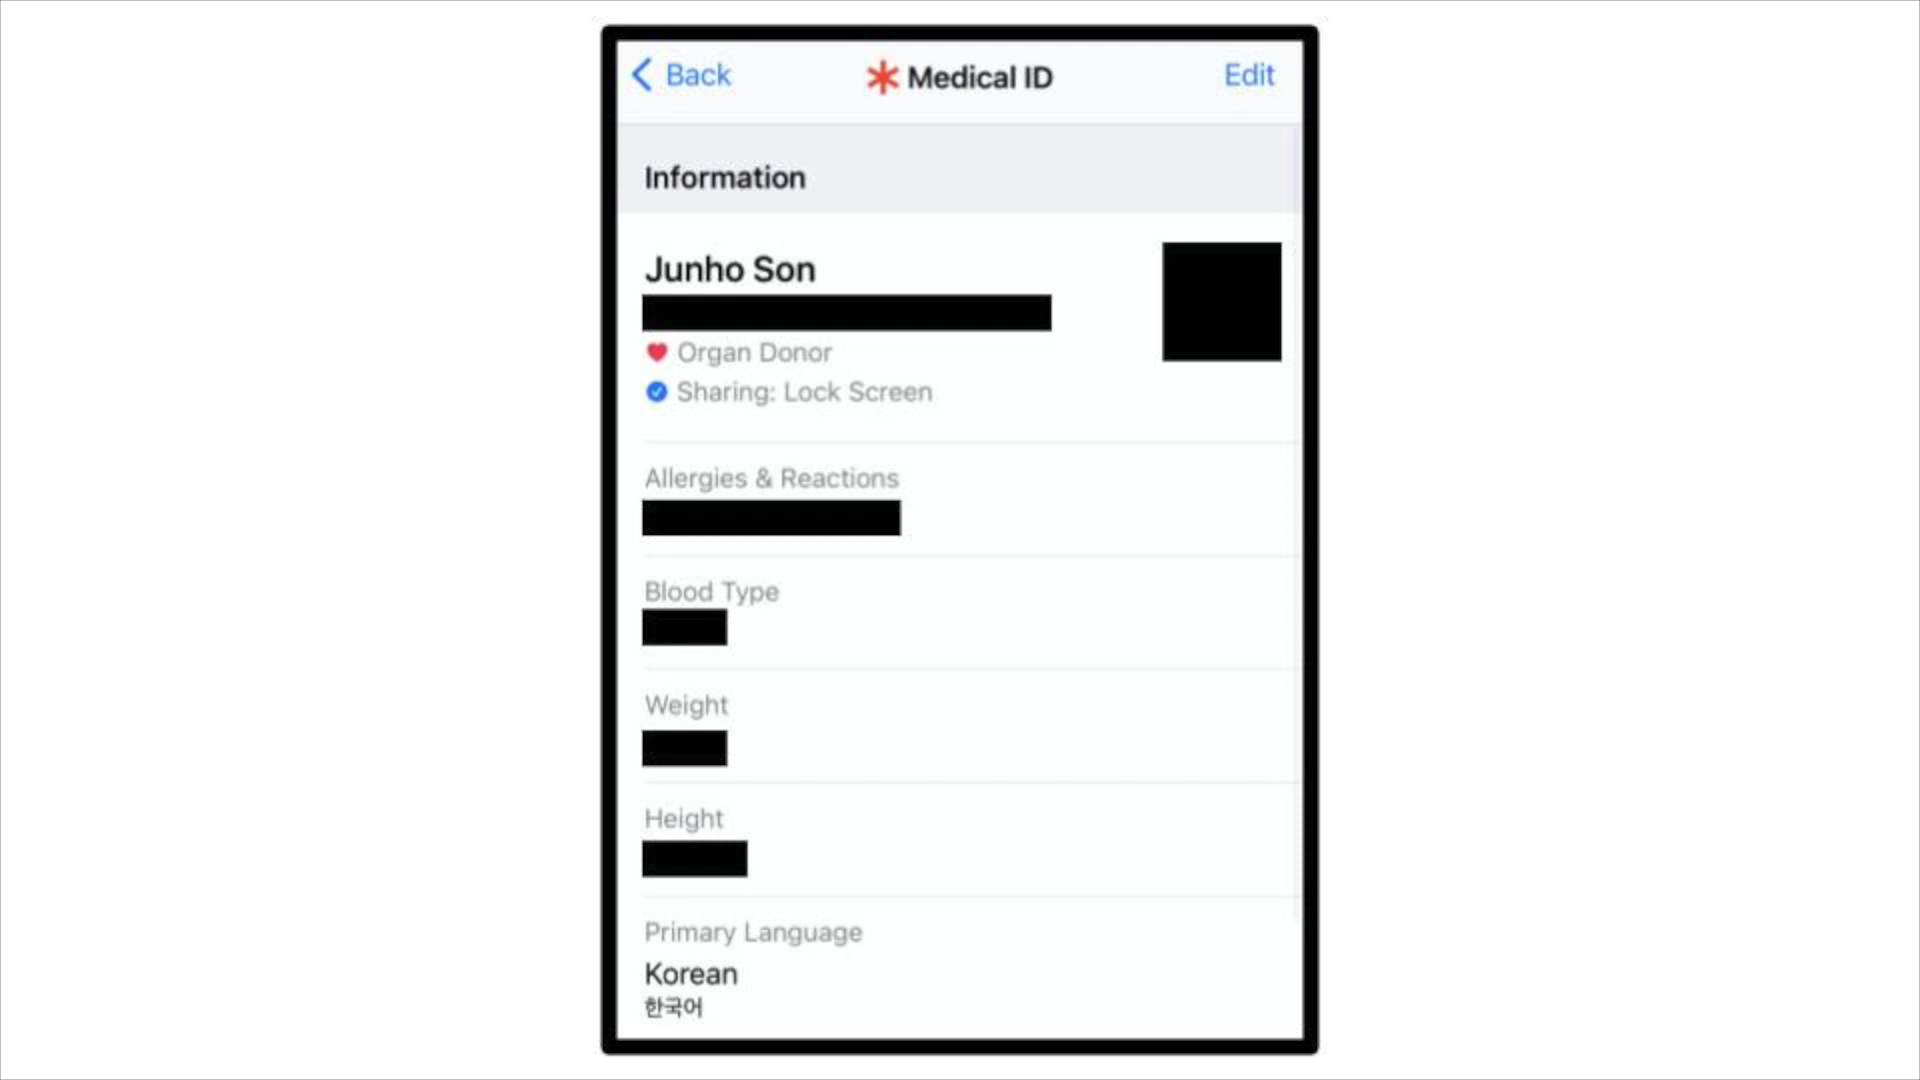 Back
Medical ID
Edit
Information
Junho Son
Organ Donor
Sharing: Lock Screen
Allergies & Reactions
Blood Type
Weight
Height
Primary Language
Korean
한국어